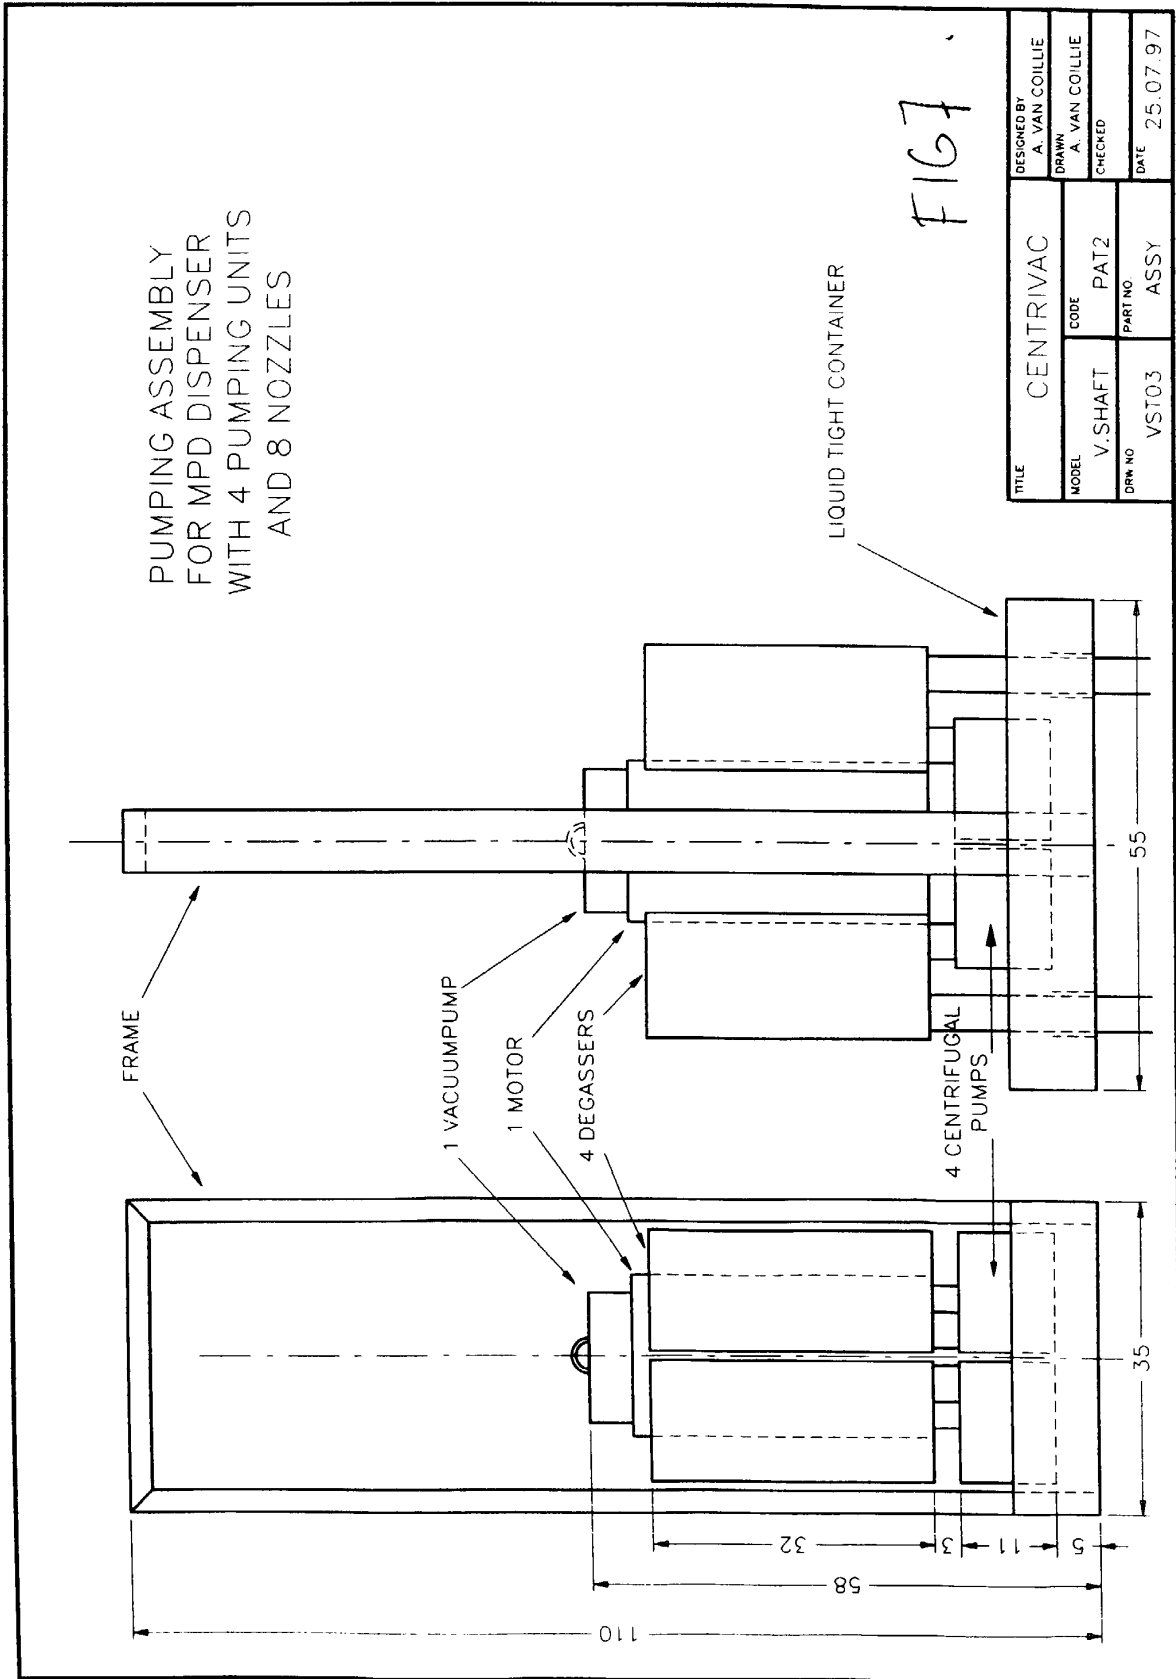 PUMPING ASSEMBLY
FOR MPD DISPENSER
WITH 4 PUMPING UNITS
AND 8 NOZZLES
FRAME
1 VACUUMPUMP
1 MOTOR
4 DEGASSERS
4 CENTRIFUGAL
PUMPS
LIQUID TIGHT CONTAINER
110
58
32
3
11
5
35
55
FIG 7
TITLE
CENTRIVAC
MODEL
V.SHAFT
CODE
PAT2
DRW NO
VST03
PART NO.
ASSY
DESIGNED BY
A. VAN COILLIE
DRAWN
A. VAN COILLIE
CHECKED
DATE
25.07.97